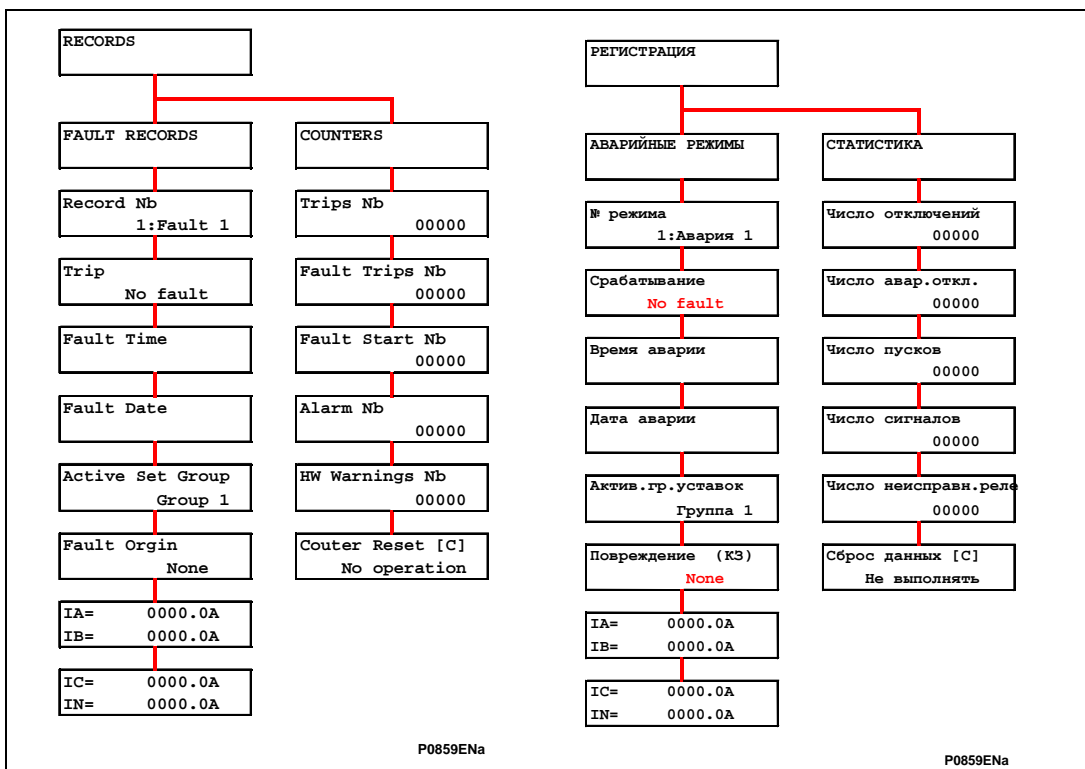 RECORDS
FAULT RECORDS
Record Nb
1:Fault 1
Trip
No fault
Fault Time
Fault Date
Active Set Group
Group 1
Fault Orgin
None
IA= 0000.0A
IB= 0000.0A
IC= 0000.0A
IN= 0000.0A
COUNTERS
Trips Nb
00000
Fault Trips Nb
00000
Fault Start Nb
00000
Alarm Nb
00000
HW Warnings Nb
00000
Couter Reset [C]
No operation
P0859ENa
РЕГИСТРАЦИЯ
АВАРИЙНЫЕ РЕЖИМЫ
№ режима
1:Авария 1
Срабатывание
No fault
Время аварии
Дата аварии
Актив.гр.уставок
Группа 1
Повреждение (КЗ)
None
IA= 0000.0A
IB= 0000.0A
IC= 0000.0A
IN= 0000.0A
СТАТИСТИКА
Число отключений
00000
Число авар.откл.
00000
Число пусков
00000
Число сигналов
00000
Число неисправн.реле
00000
Сброс данных [C]
Не выполнять
P0859ENa